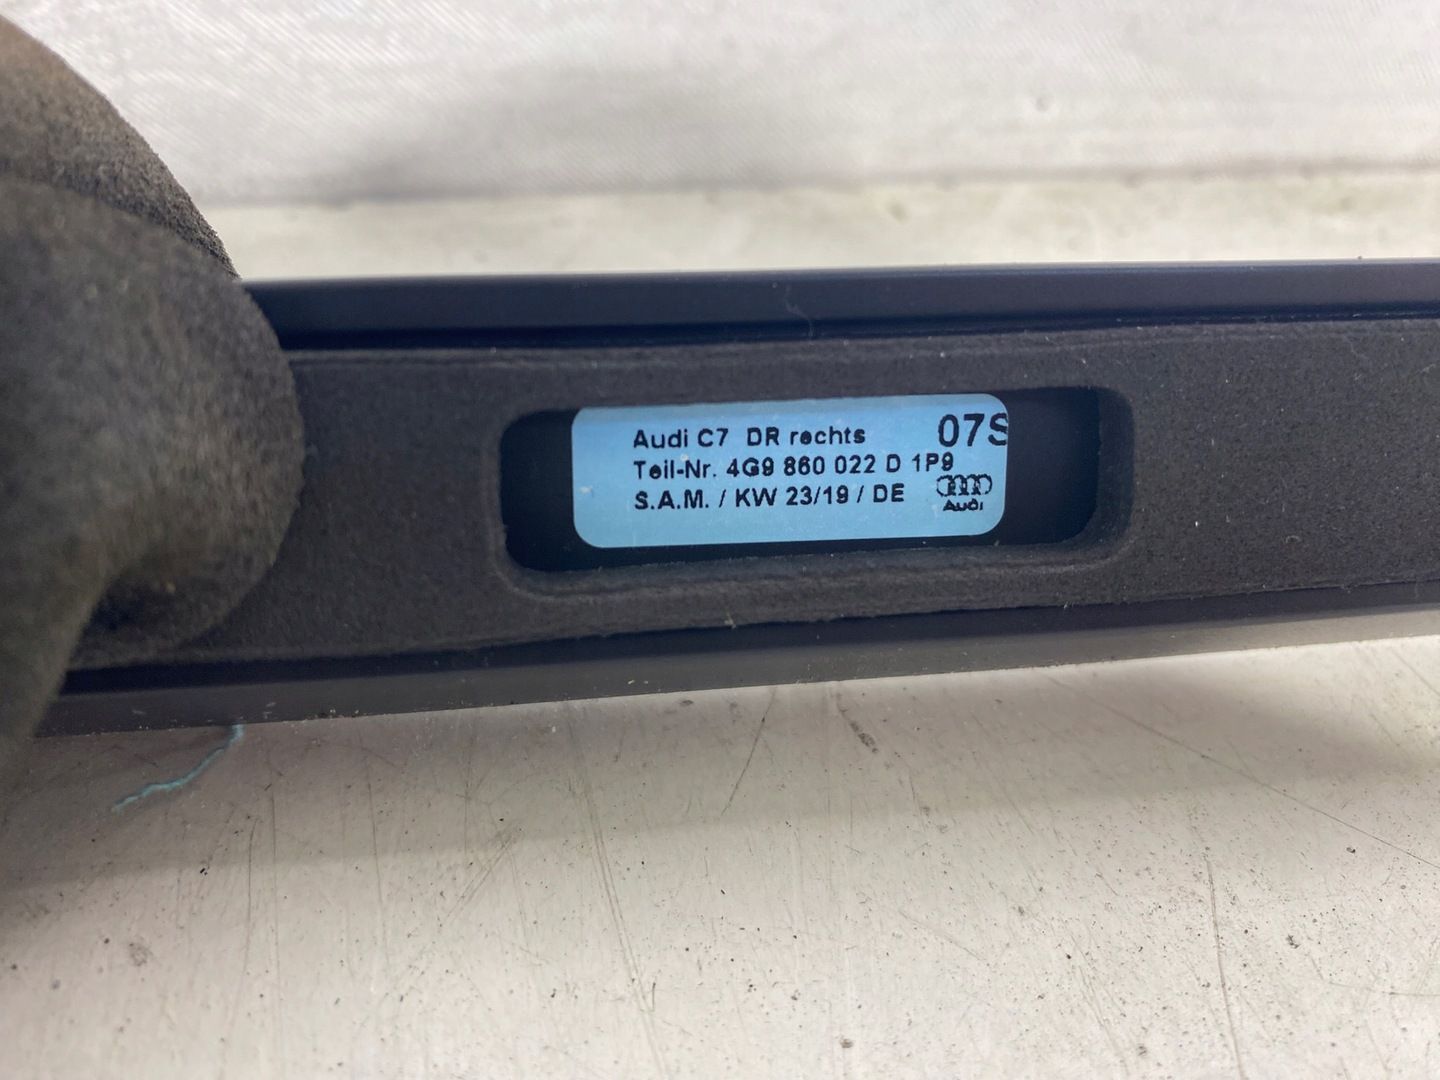 Audi C7 DR rechts 07S
Teil-Nr. 4G9 860 022 D 1P9
S.A.M. / KW 23/19 / DE
Audi